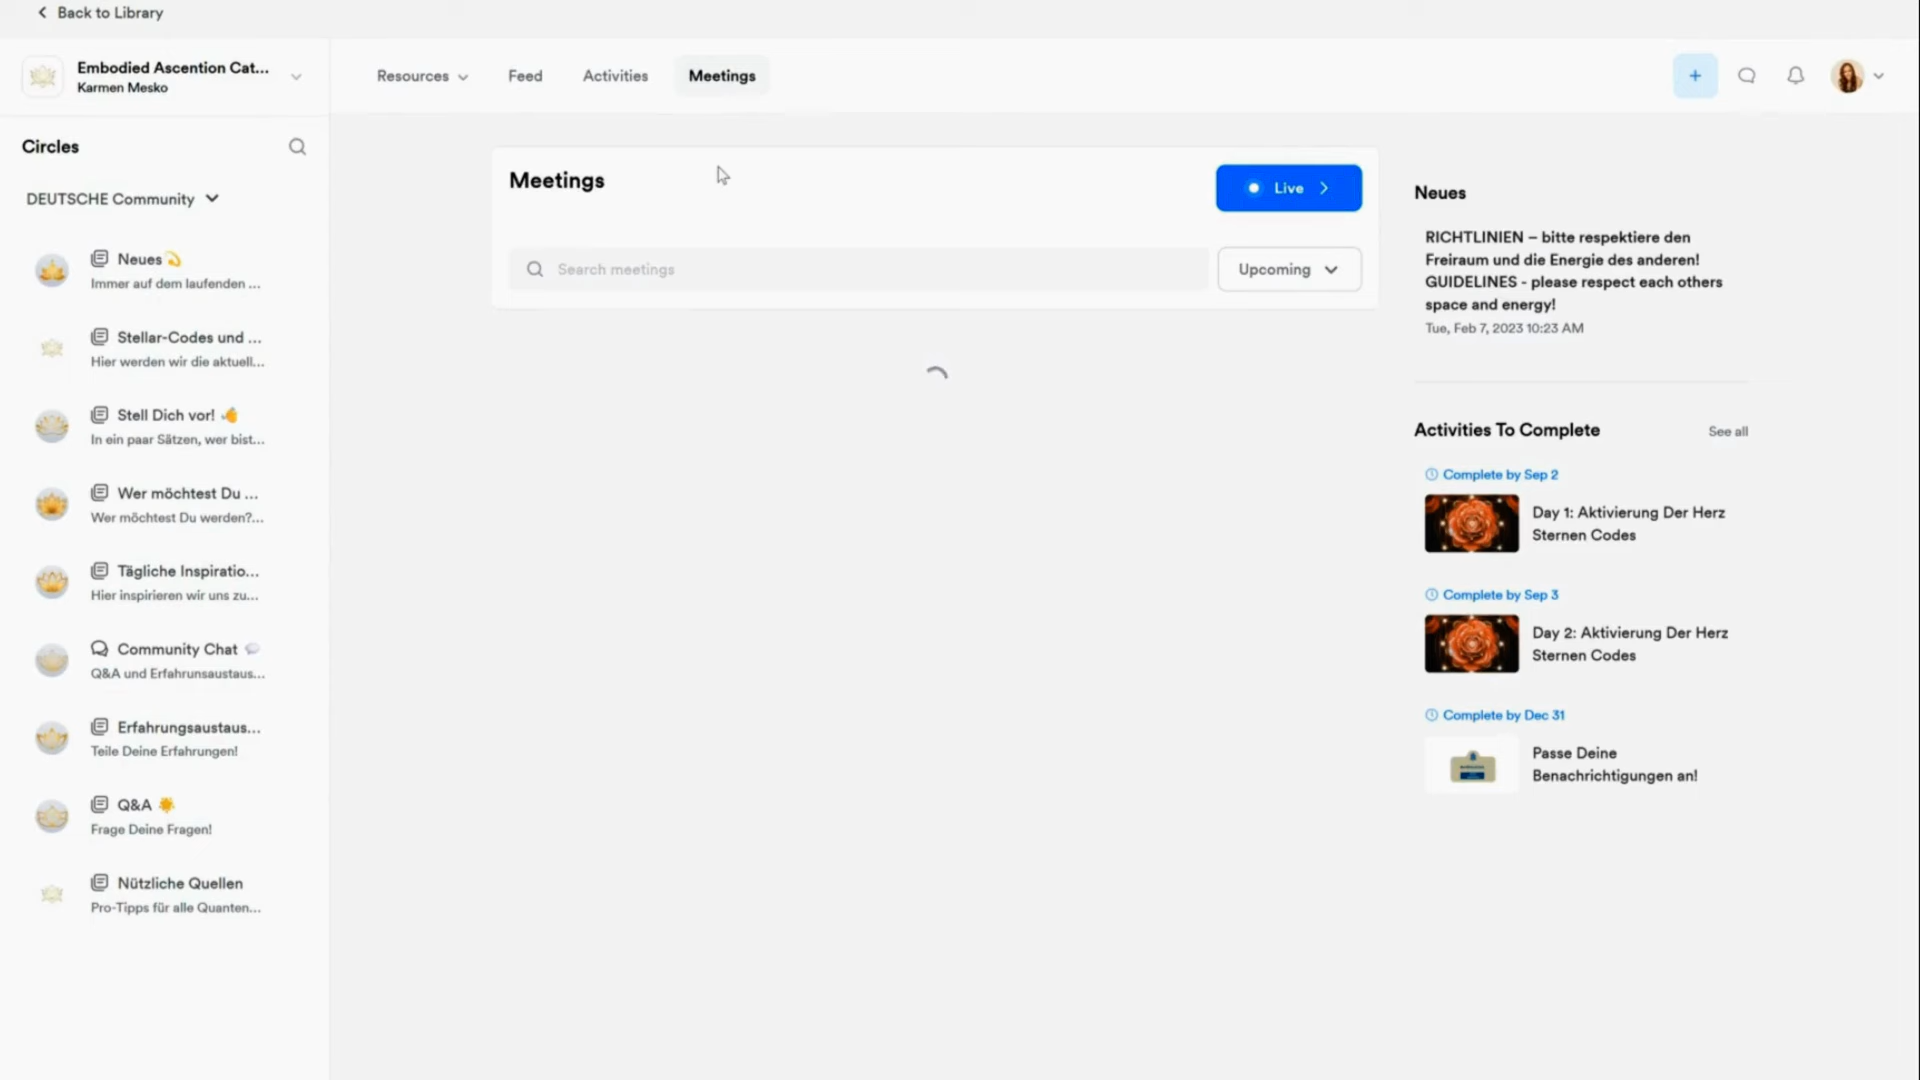 Back to Library
Embodied Ascention Cat...
Karmen Mesko
Resources
Feed
Activities
Meetings
Circles
DEUTSCHE Community
Neues
Immer auf dem laufenden ...
Stellar-Codes und ...
Hier werden wir die aktuell...
Stell Dich vor!
In ein paar Sätzen, wer bist...
Wer möchtest Du ...
Wer möchtest Du werden?...
Tägliche Inspiratio...
Hier inspirieren wir uns zu...
Community Chat
Q&A und Erfahrunsaustaus...
Erfahrungsaustaus...
Teile Deine Erfahrungen!
Q&A
Frage Deine Fragen!
Nützliche Quellen
Pro-Tipps für alle Quanten...
Meetings
Live
Search meetings
Upcoming
Neues
RICHTLINIEN – bitte respektiere den
Freiraum und die Energie des anderen!
GUIDELINES - please respect each others
space and energy!
Tue, Feb 7, 2023 10:23 AM
Activities To Complete
See all
Complete by Sep 2
Day 1: Aktivierung Der Herz
Sternen Codes
Complete by Sep 3
Day 2: Aktivierung Der Herz
Sternen Codes
Complete by Dec 31
Passe Deine
Benachrichtigungen an!